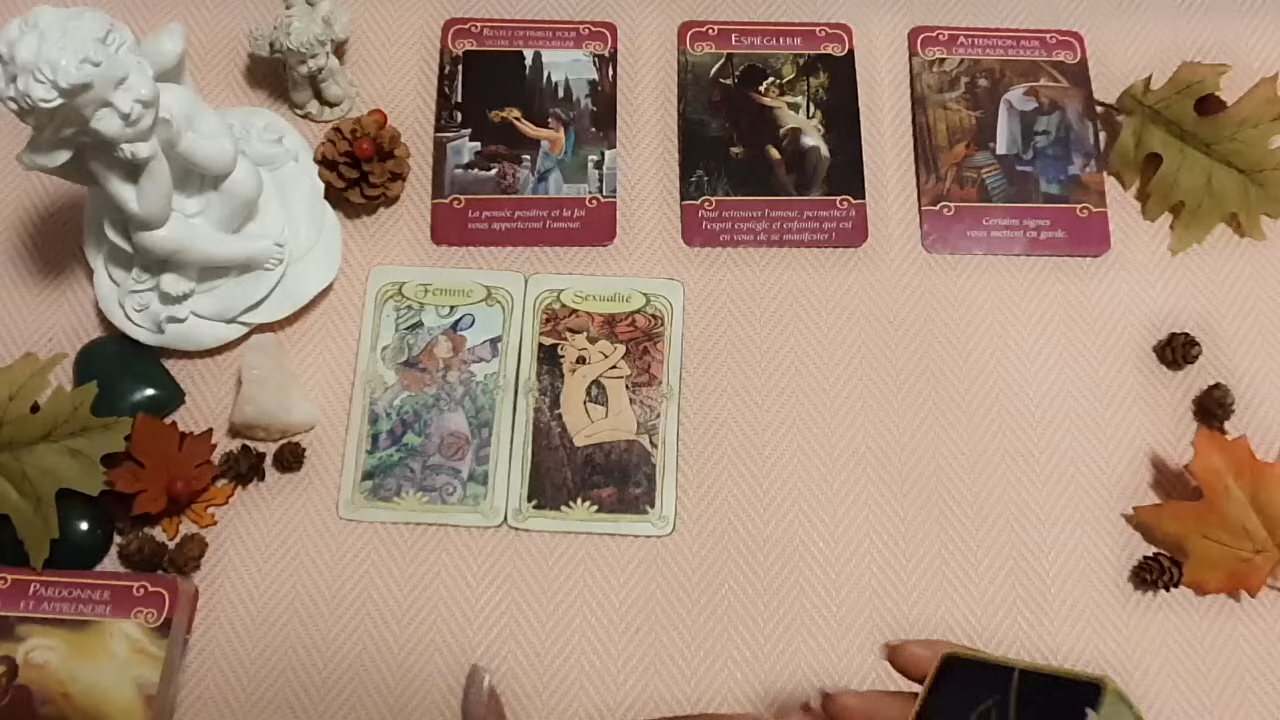 RESTEZ OPTIMISTE POUR
VOTRE VIE AMOUREUSE
La pensée positive et la foi
vous apporteront l'amour.
ESPIÈGLERIE
Pour retrouver l'amour, permettez à
l'esprit espiègle et enfantin qui est
en vous de se manifester !
ATTENTION AUX
DRAPEAUX ROUGES
Certains signes
vous mettent en garde.
Femme
Sexualité
PARDONNER
ET APPRENDRE